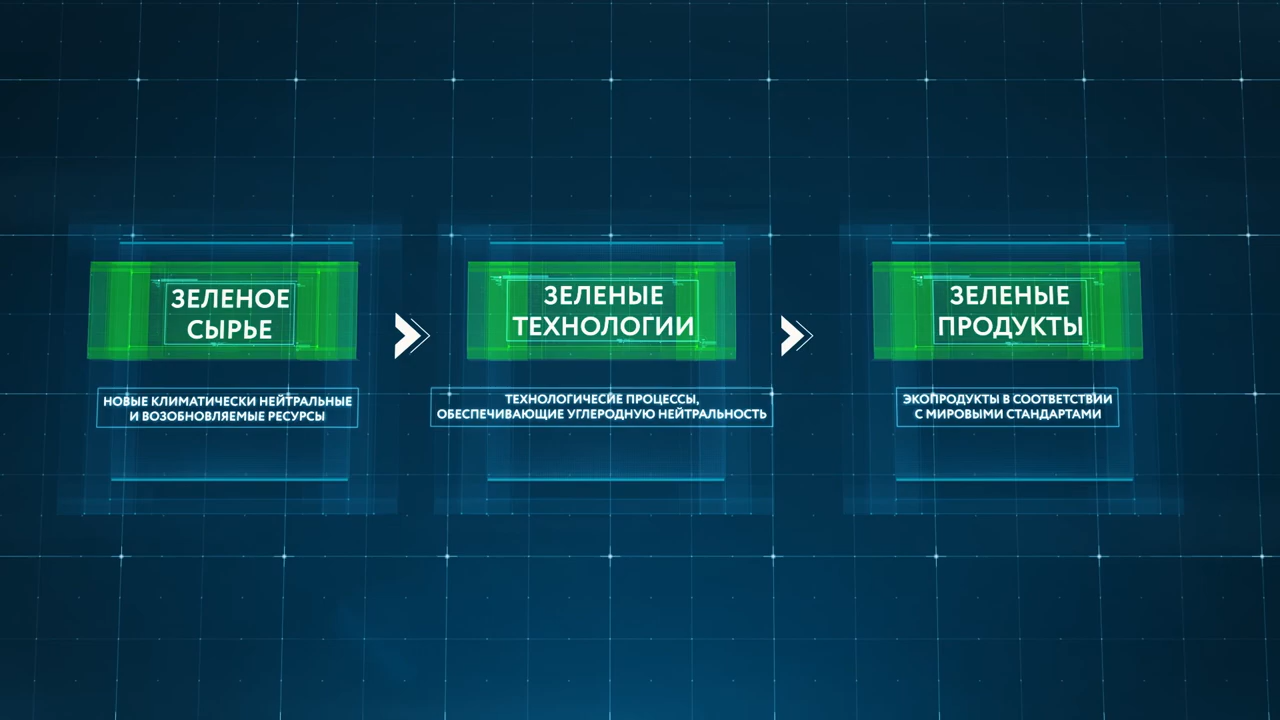 ЗЕЛЕНОЕ
СЫРЬЕ
НОВЫЕ КЛИМАТИЧЕСКИ НЕЙТРАЛЬНЫЕ
И ВОЗОБНОВЛЯЕМЫЕ РЕСУРСЫ
ЗЕЛЕНЫЕ
ТЕХНОЛОГИИ
ТЕХНОЛОГИЧЕСИЕ ПРОЦЕССЫ,
ОБЕСПЕЧИВАЮЩИЕ УГЛЕРОДНУЮ НЕЙТРАЛЬНОСТЬ
ЗЕЛЕНЫЕ
ПРОДУКТЫ
ЭКОПРОДУКТЫ В СООТВЕТСТВИИ
С МИРОВЫМИ СТАНДАРТАМИ